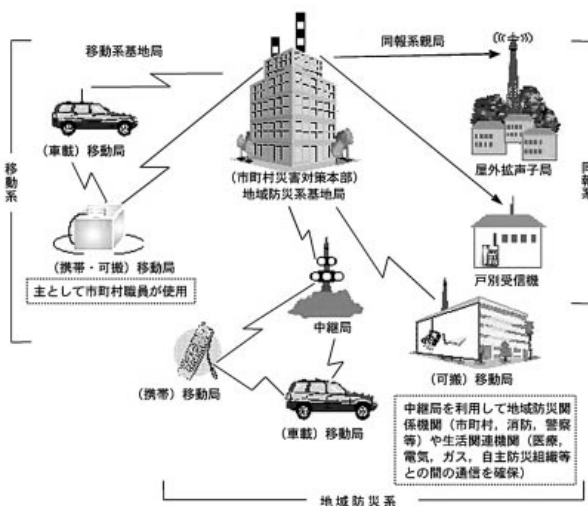 移動系基地局
同報系親局
(車載)移動局
屋外拡声子局
(市町村災害対策本部)
地域防災系基地局
移動系
同報系
(携帯・可搬)移動局
主として市町村職員が使用
戸別受信機
中継局
(携帯)移動局
(車載)移動局
(可搬)移動局
中継局を利用して地域防災関
係機関(市町村,消防,警察
等)や生活関連機関(医療,
電気,ガス,自主防災組織等
との間の通信を確保)
地域防災系